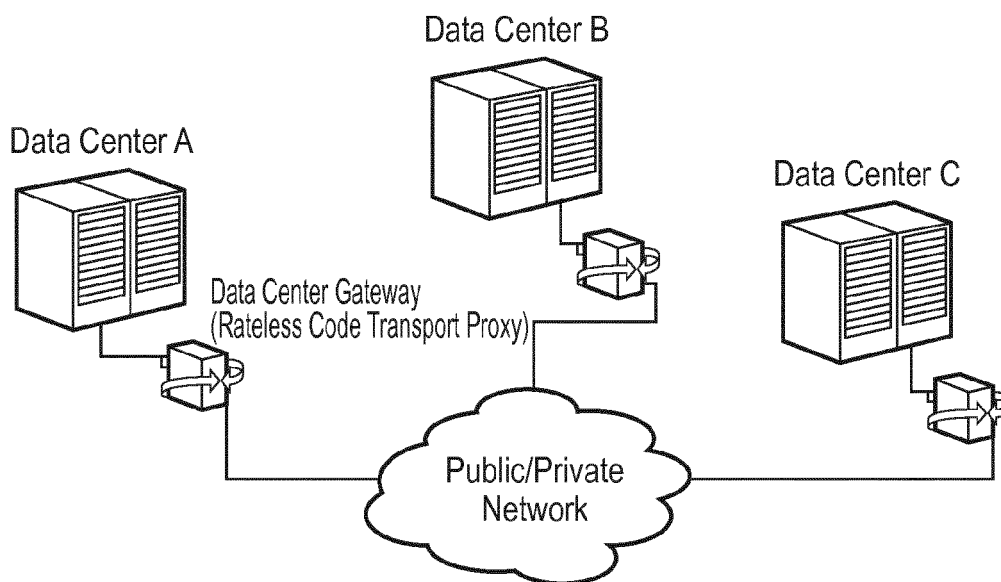 Data Center B
Data Center A
Data Center C
Data Center Gateway
(Rateless Code Transport Proxy)
Public/Private
Network